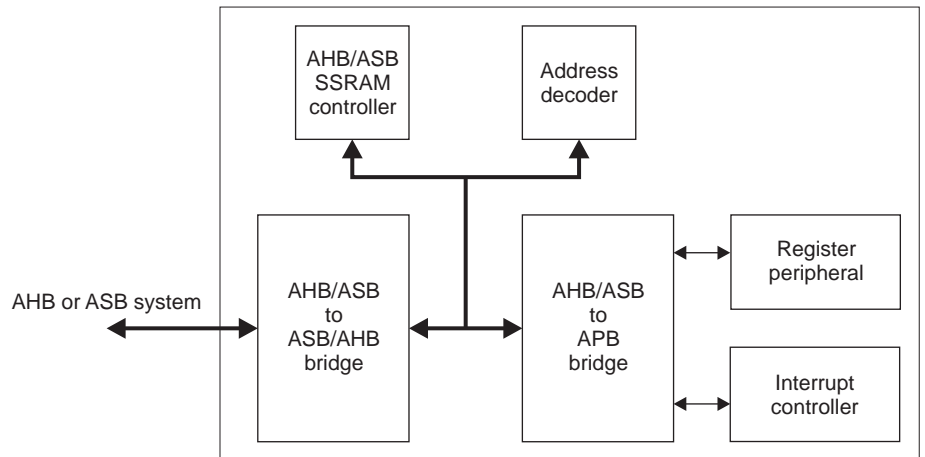 AHB/ASB
SSRAM
controller
Address
decoder
AHB or ASB system
AHB/ASB
to
ASB/AHB
bridge
AHB/ASB
to
APB
bridge
Register
peripheral
Interrupt
controller